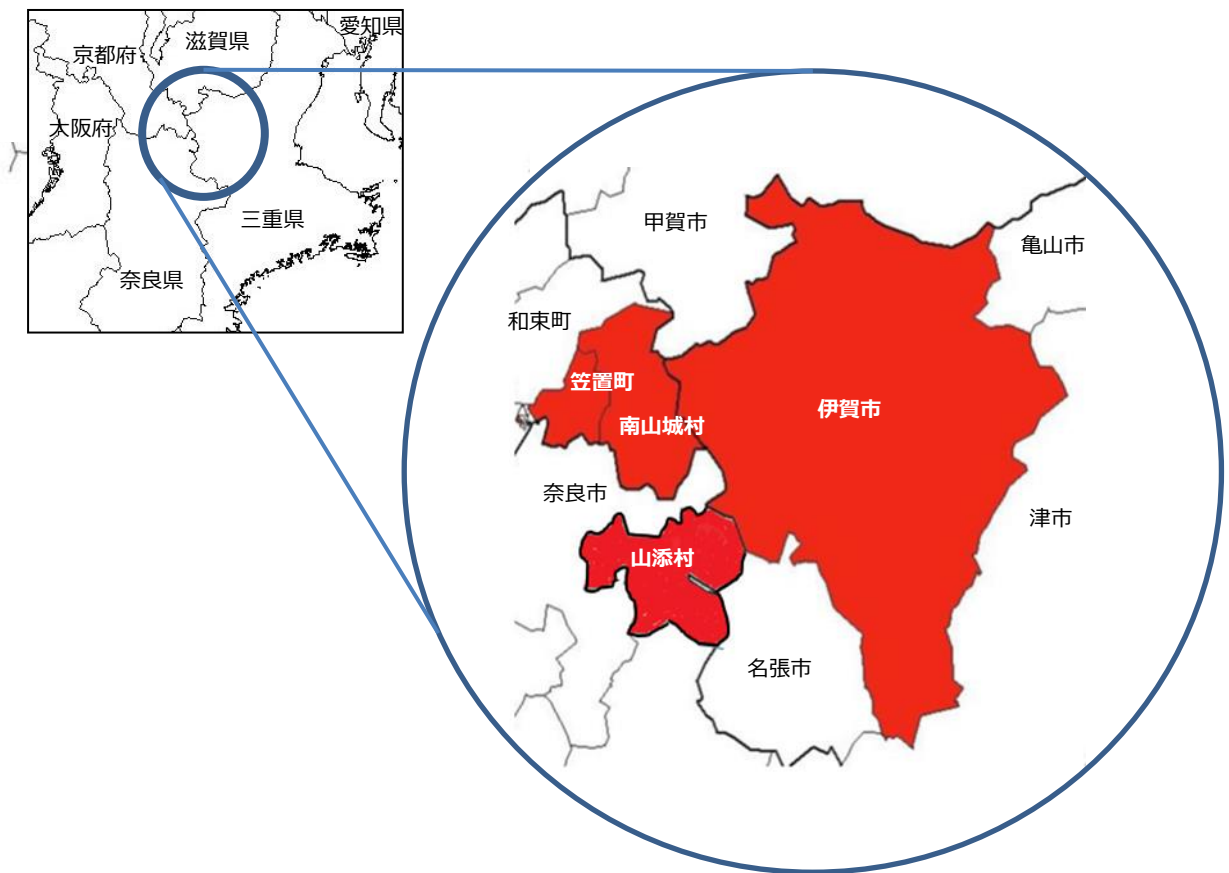 愛知県
滋賀県
京都府
大阪府
三重県
奈良県
甲賀市
亀山市
和束町
笠置町
伊賀市
南山城村
奈良市
津市
山添村
名張市